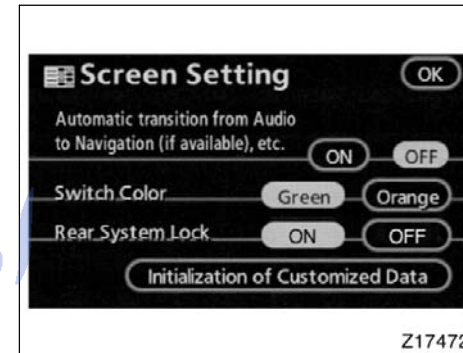 Screen Setting OK
Automatic transition from Audio
to Navigation (if available), etc.
ON OFF
Switch Color Green Orange
Rear System Lock ON OFF
Initialization of Customized Data
Z17472